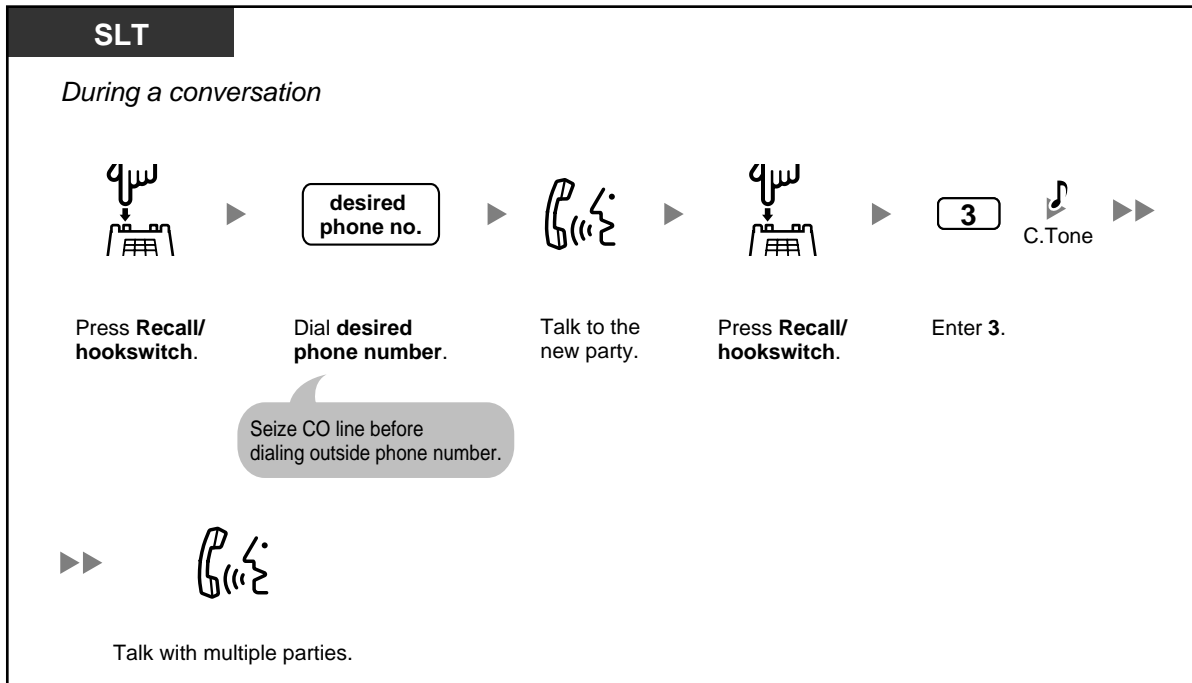 SLT
During a conversation
desired
phone no.
3
C.Tone
Press Recall/
hookswitch.
Dial desired
phone number.
Talk to the
new party.
Press Recall/
hookswitch.
Enter 3.
Seize CO line before
dialing outside phone number.
Talk with multiple parties.